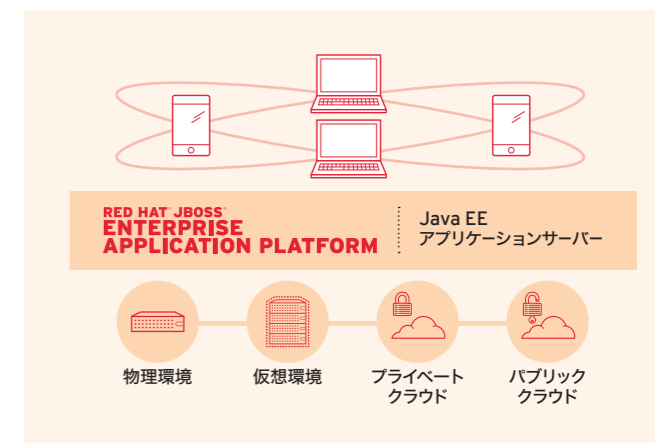 RED HAT® JBOSS®
ENTERPRISE
APPLICATION PLATFORM
Java EE
アプリケーションサーバー
物理環境
仮想環境
プライベート
クラウド
パブリック
クラウド